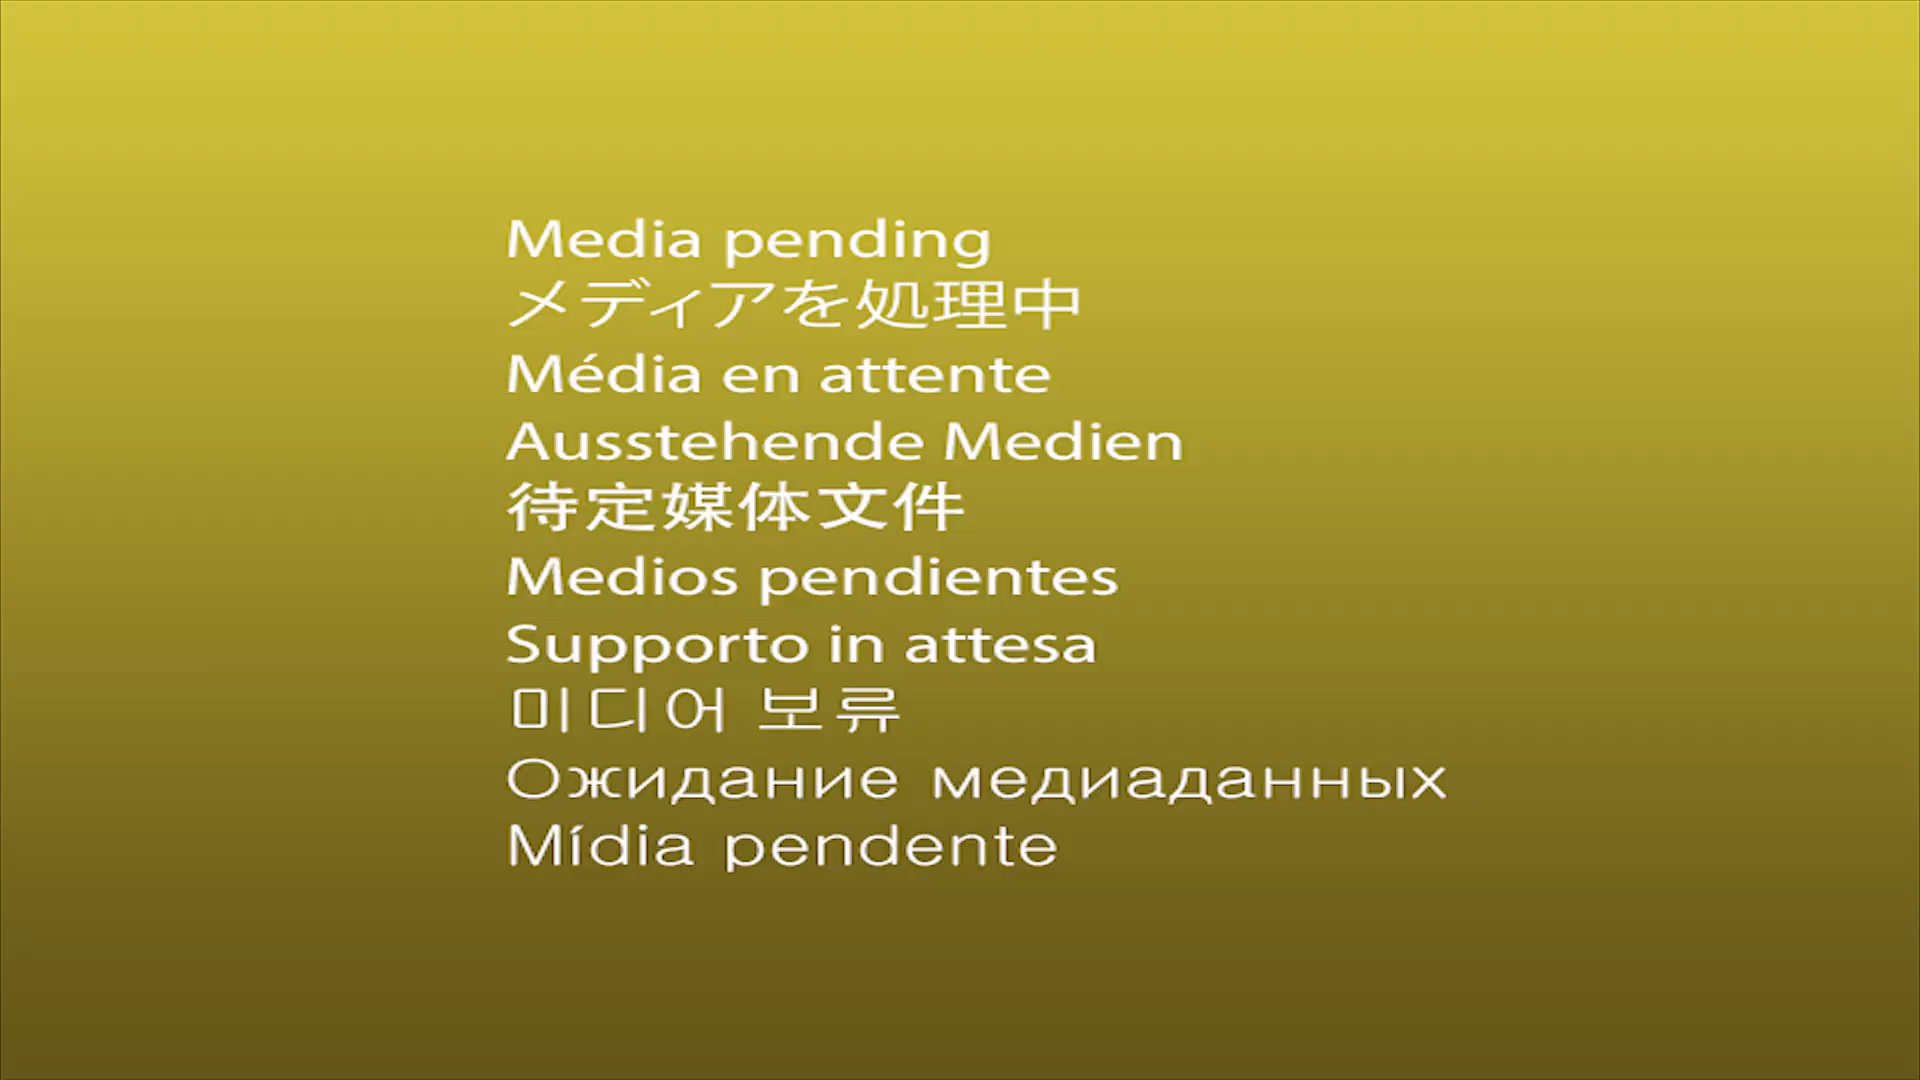 Media pending
メディアを処理中
Média en attente
Ausstehende Medien
待定媒体文件
Medios pendientes
Supporto in attesa
미디어 보류
Ожидание медиаданных
Mídia pendente